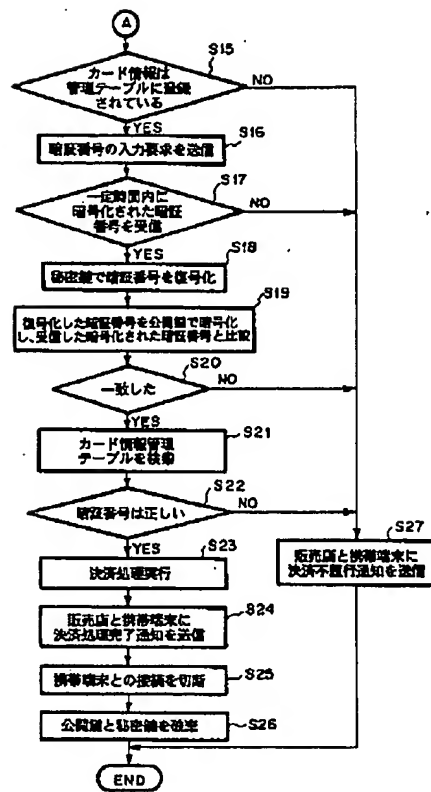 A
S15
カード情報は
管理テーブルに登録
されている
NO
YES
S16
暗証番号の入力要求を送信
S17
一定時間内に
暗号化された暗証
番号を受信
NO
YES
S18
秘密鍵で暗証番号を復号化
S19
復号化した暗証番号を公開鍵で暗号化
し、受信した暗号化された暗証番号と比較
S20
一致した
NO
YES
S21
カード情報管理
テーブルを検索
S22
暗証番号は正しい
NO
YES
S23
決済処理実行
S27
販売店と携帯端末に
決済不履行通知を送信
S24
販売店と携帯端末に
決済処理完了通知を送信
S25
携帯端末との接続を切断
S26
公開鍵と秘密鍵を破棄
END